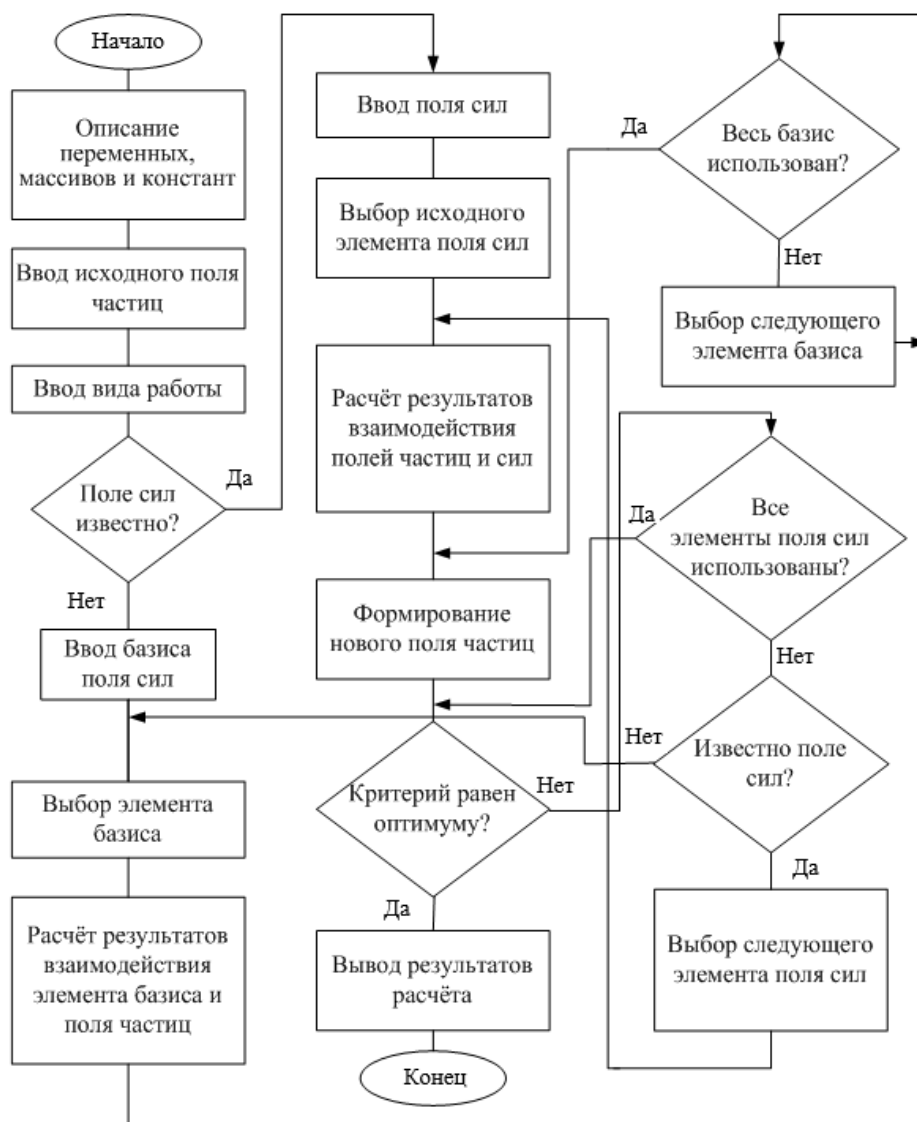 Начало
Описание
переменных,
массивов и констант
Ввод исходного поля
частиц
Ввод вида работы
Поле сил
известно?
Да
Нет
Ввод базиса
поля сил
Выбор элемента
базиса
Расчёт результатов
взаимодействия
элемента базиса и
поля частиц
Ввод поля сил
Выбор исходного
элемента поля сил
Расчёт результатов
взаимодействия
полей частиц и сил
Формирование
нового поля частиц
Критерий равен
оптимуму?
Нет
Да
Вывод результатов
расчёта
Конец
Весь базис
использован?
Да
Нет
Выбор следующего
элемента базиса
Все
элементы поля сил
использованы?
Да
Нет
Известно поле
сил?
Нет
Да
Выбор следующего
элемента поля сил